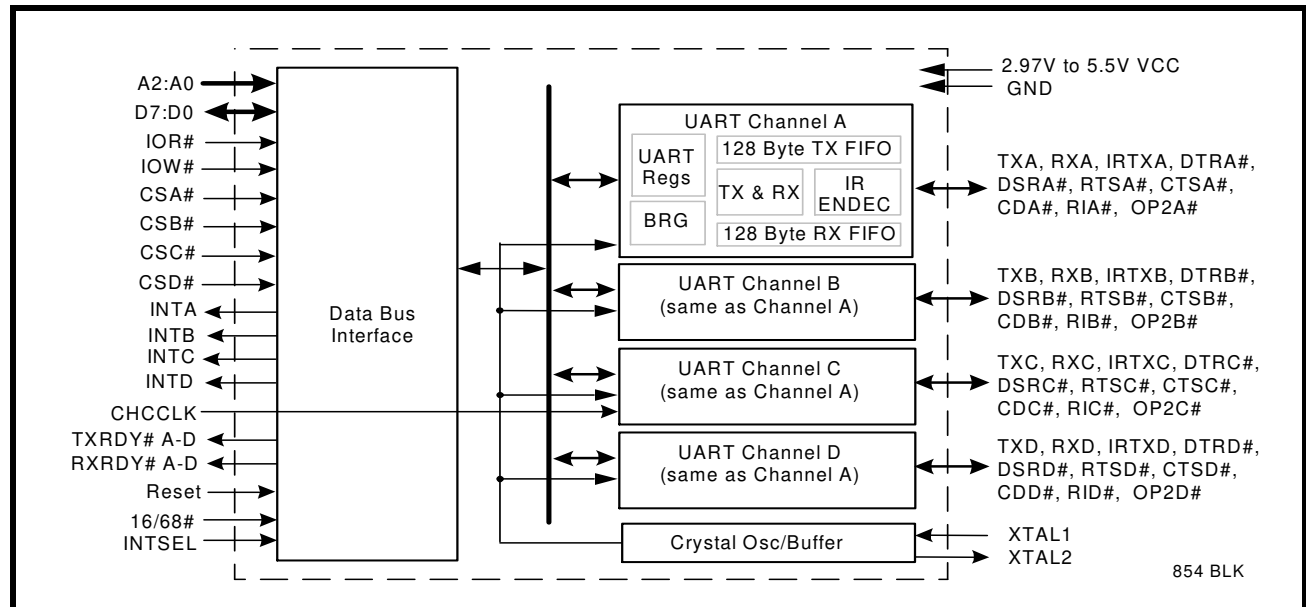 A2:A0
D7:D0
IOR#
IOW#
CSA#
CSB#
CSC#
CSD#
INTA
INTB
INTC
INTD
CHCCLK
TXRDY# A-D
RXRDY# A-D
Reset
16/68#
INTSEL
Data Bus
Interface
UART Channel A
UART
Regs
BRG
128 Byte TX FIFO
TX & RX
IR
ENDEC
128 Byte RX FIFO
UART Channel B
(same as Channel A)
UART Channel C
(same as Channel A)
UART Channel D
(same as Channel A)
Crystal Osc/Buffer
2.97V to 5.5V VCC
GND
TXA, RXA, IRTXA, DTRA#,
DSRA#, RTSA#, CTSA#,
CDA#, RIA#, OP2A#
TXB, RXB, IRTXB, DTRB#,
DSRB#, RTSB#, CTSB#,
CDB#, RIB#, OP2B#
TXC, RXC, IRTXC, DTRC#,
DSRC#, RTSC#, CTSC#,
CDC#, RIC#, OP2C#
TXD, RXD, IRTXD, DTRD#,
DSRD#, RTSD#, CTSD#,
CDD#, RID#, OP2D#
XTAL1
XTAL2
854 BLK